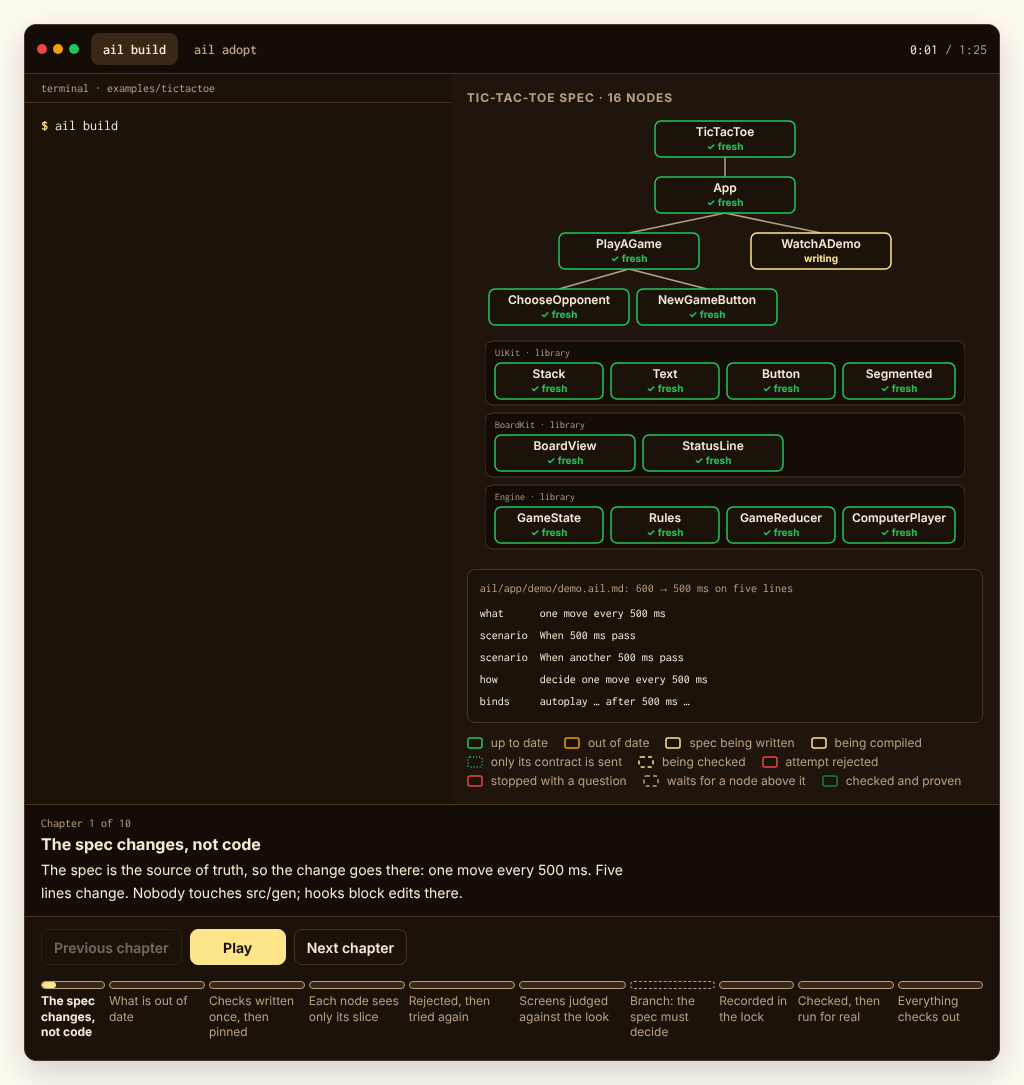 ail build
ail adopt
0:01 / 1:25
terminal · examples/tictactoe
$ ail build
TIC-TAC-TOE SPEC · 16 NODES
TicTacToe
✓ fresh
App
✓ fresh
PlayAGame
✓ fresh
WatchADemo
writing
ChooseOpponent
✓ fresh
NewGameButton
✓ fresh
UiKit · library
Stack
✓ fresh
Text
✓ fresh
Button
✓ fresh
Segmented
✓ fresh
BoardKit · library
BoardView
✓ fresh
StatusLine
✓ fresh
Engine · library
GameState
✓ fresh
Rules
✓ fresh
GameReducer
✓ fresh
ComputerPlayer
✓ fresh
ail/app/demo/demo.ail.md: 600 → 500 ms on five lines
what one move every 500 ms
scenario When 500 ms pass
scenario When another 500 ms pass
how decide one move every 500 ms
binds autoplay … after 500 ms …
up to date
out of date
spec being written
being compiled
only its contract is sent
being checked
attempt rejected
stopped with a question
waits for a node above it
checked and proven
Chapter 1 of 10
The spec changes, not code
The spec is the source of truth, so the change goes there: one move every 500 ms. Five
lines change. Nobody touches src/gen; hooks block edits there.
Previous chapter
Play
Next chapter
The spec
changes,
not code
What is out of
date
Checks written
once, then
pinned
Each node sees
only its slice
Rejected, then
tried again
Screens judged
against the look
Branch: the
spec must
decide
Recorded in
the lock
Checked, then
run for real
Everything
checks out